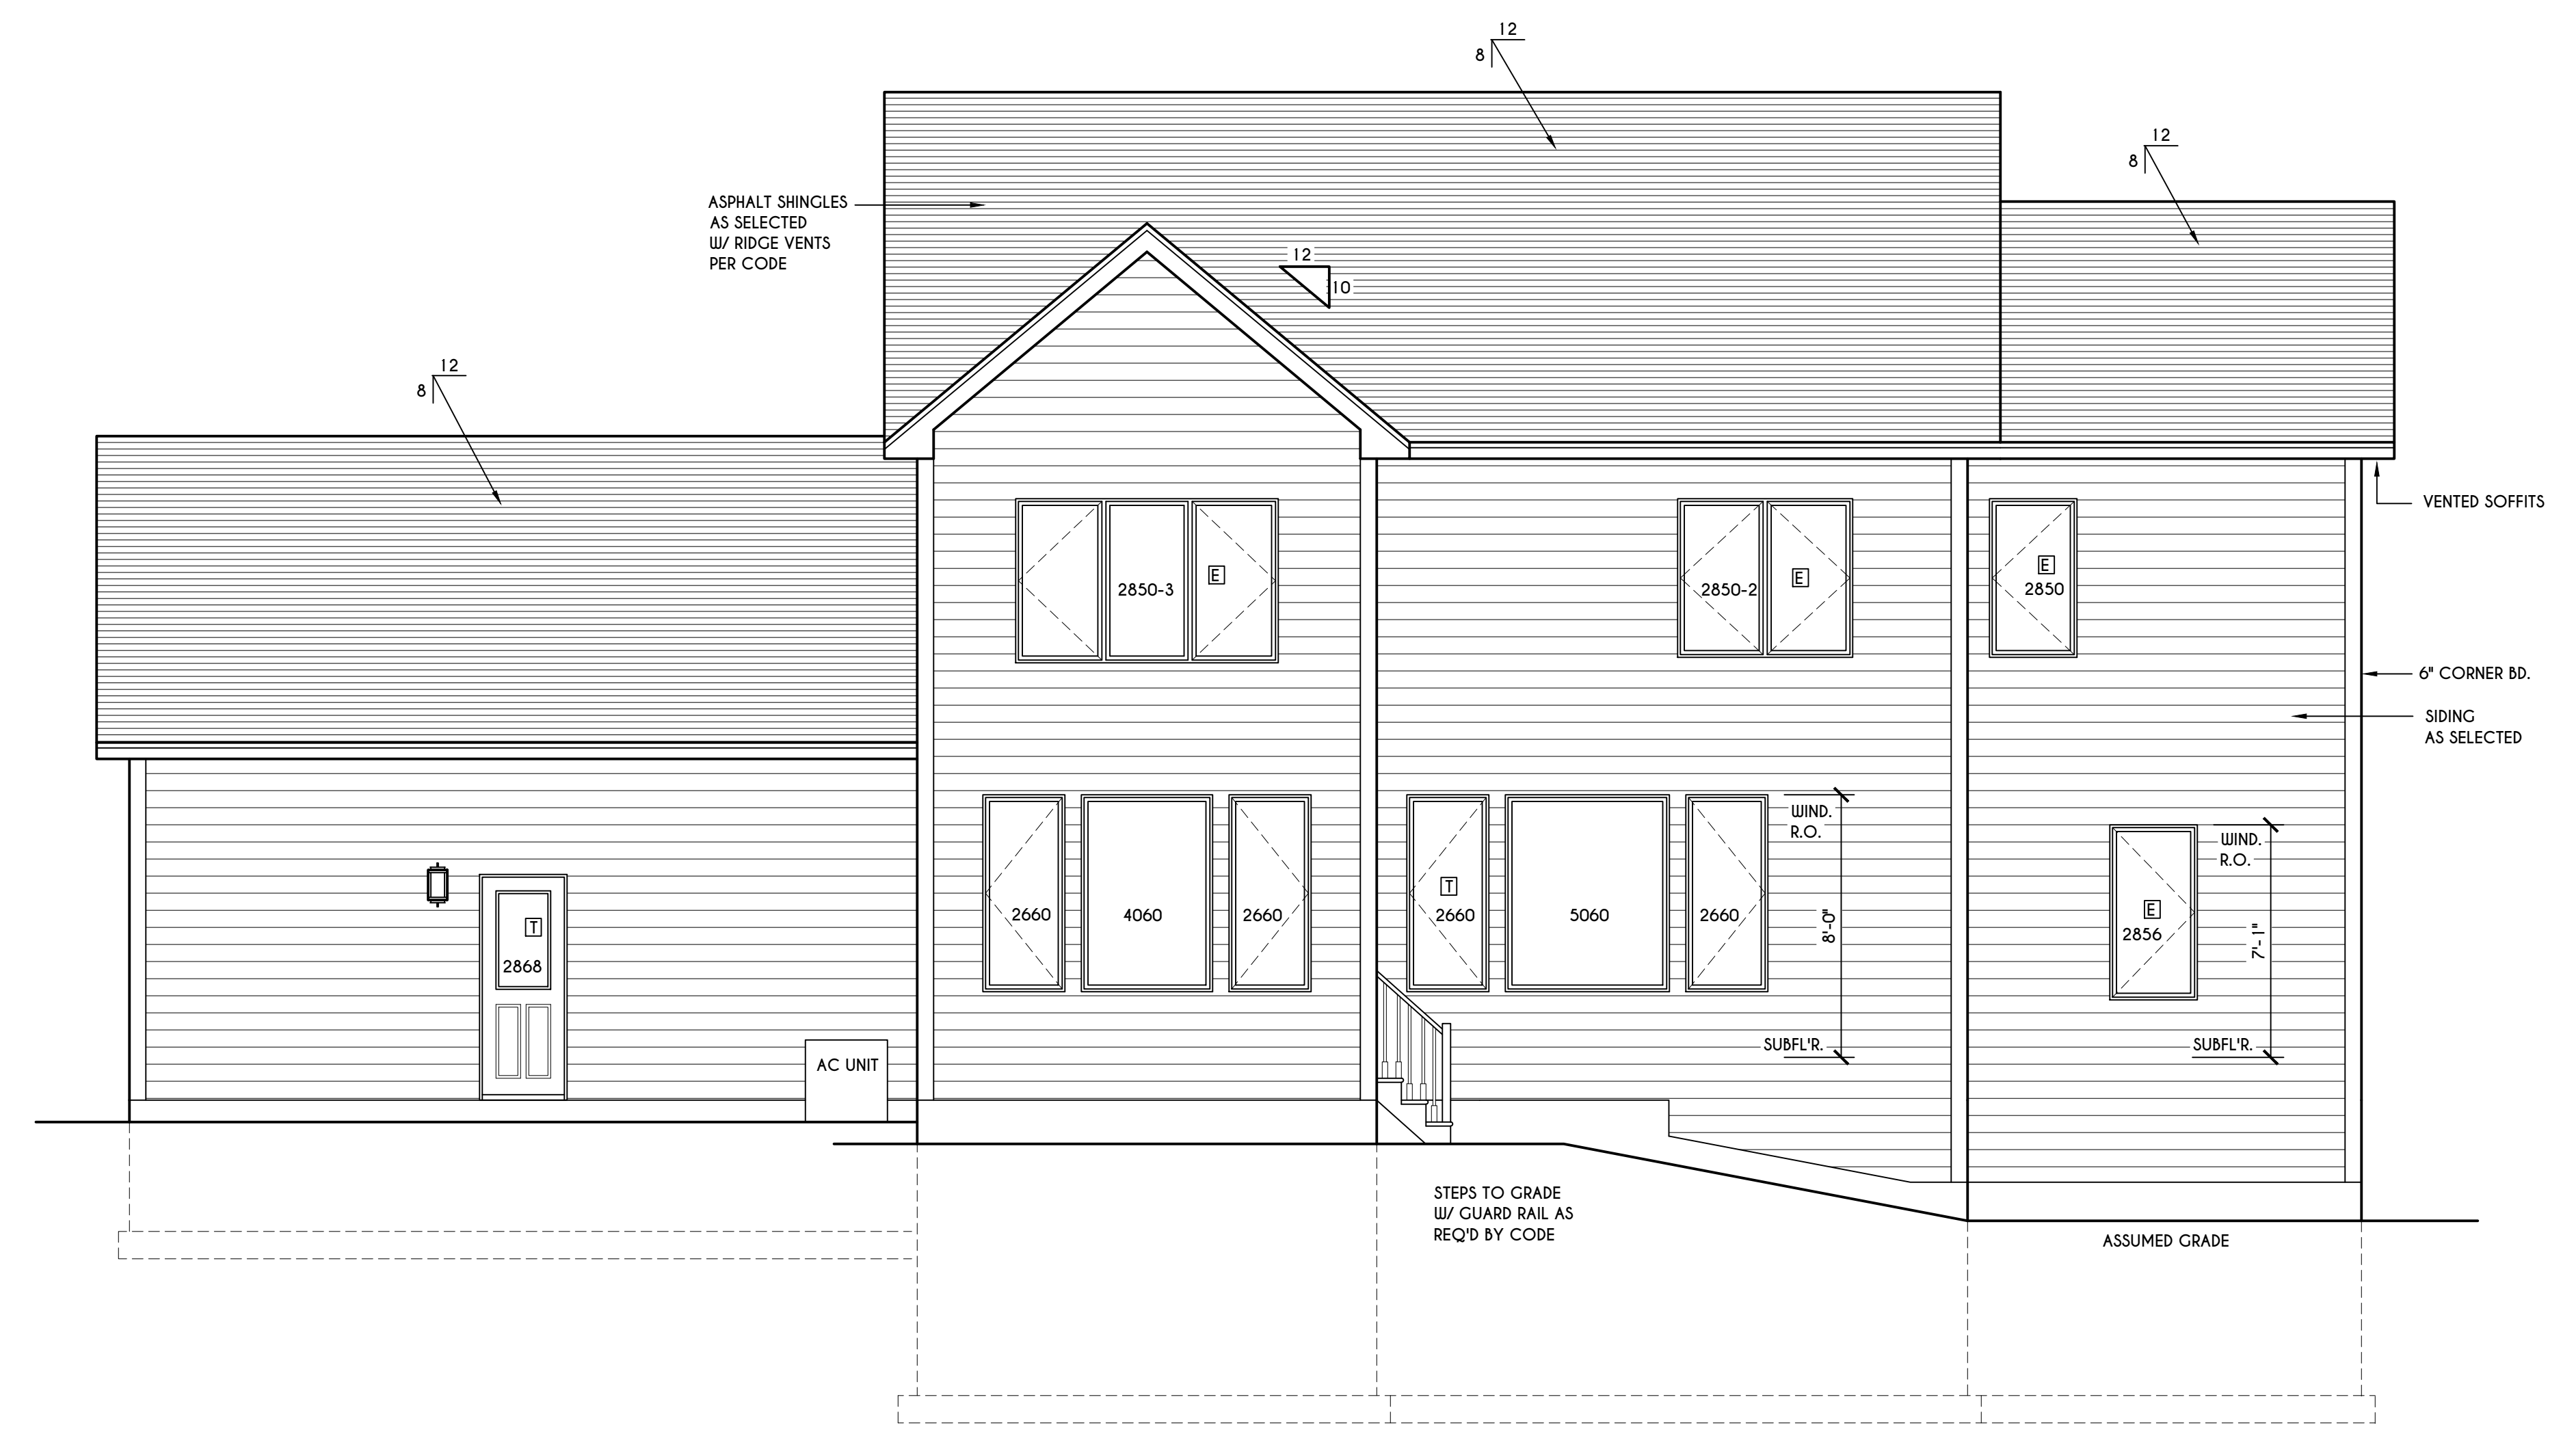 12
8
12
8
ASPHALT SHINGLES
AS SELECTED
W/ RIDGE VENTS
PER CODE
12
10
12
8
VENTED SOFFITS
2850-3
E
2850-2
E
E
2850
6" CORNER BD.
SIDING
AS SELECTED
WIND.
R.O.
WIND.
R.O.
T
2868
2660
4060
2660
T
2660
5060
2660
8'-0"
E
2856
7'-1"
AC UNIT
SUBFL'R.
SUBFL'R.
STEPS TO GRADE
W/ GUARD RAIL AS
REQ'D BY CODE
ASSUMED GRADE